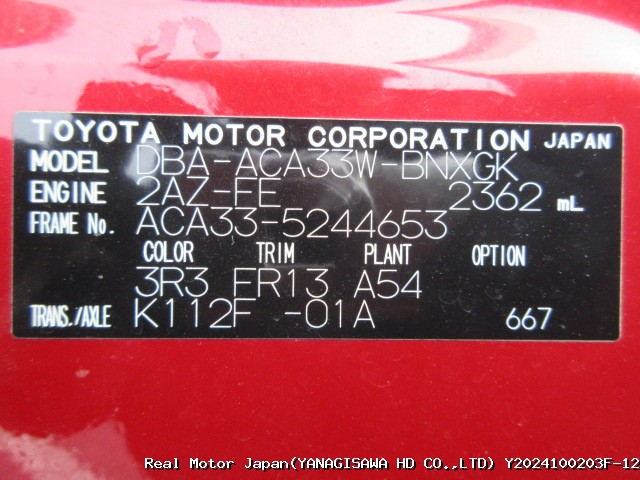 TOYOTA MOTOR CORPORATION JAPAN
MODEL DBA-ACA33W-BNXGK
ENGINE 2AZ-FE 2362 mL
FRAME No. ACA33-5244653
COLOR TRIM PLANT OPTION
3R3 FR13 A54
TRANS./AXLE K112F -01A 667
Real Motor Japan(YANAGISAWA HD CO.,LTD) Y2024100203F-12